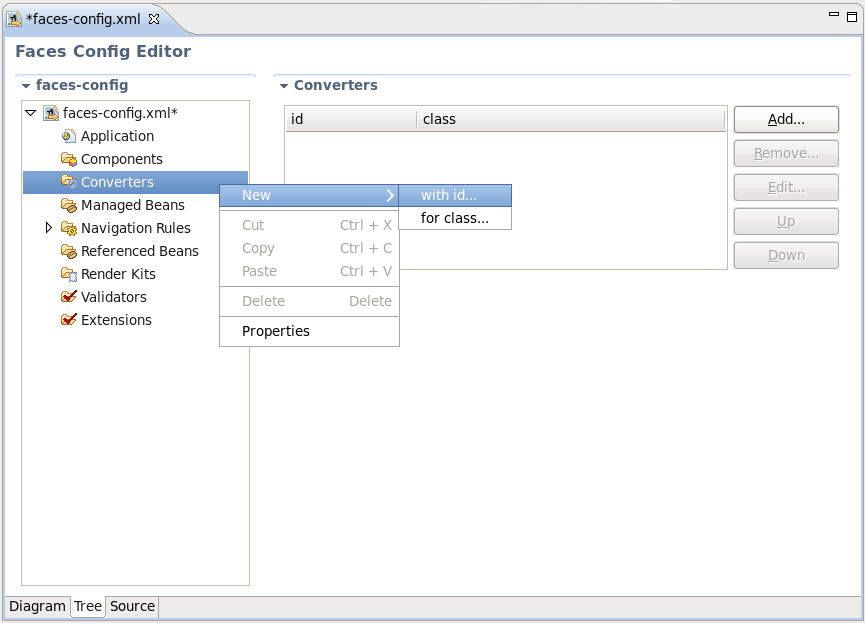 *faces-config.xml
Faces Config Editor
faces-config
faces-config.xml*
Application
Components
Converters
Managed Beans
Navigation Rules
Referenced Beans
Render Kits
Validators
Extensions
Converters
id class
Add...
Remove...
Edit...
Up
Down
New
Cut Ctrl + X
Copy Ctrl + C
Paste Ctrl + V
Delete Delete
Properties
with id...
for class...
Diagram Tree Source